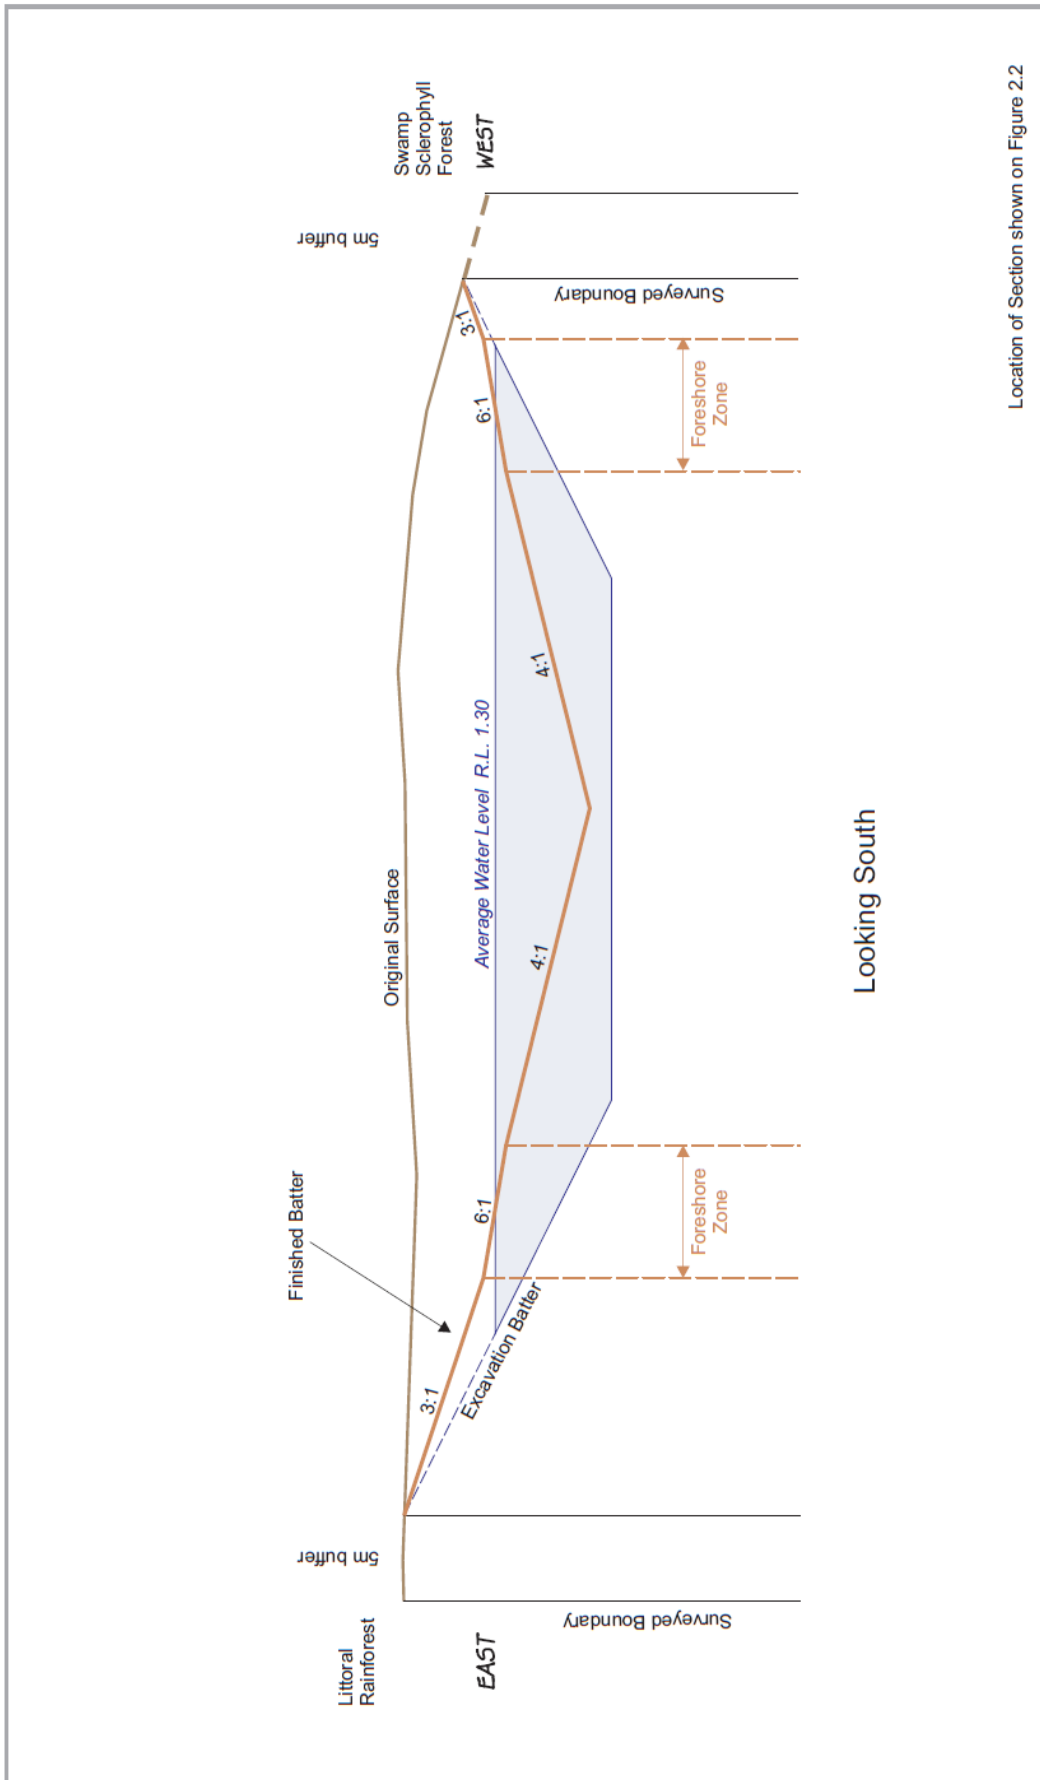 Littoral
Rainforest
EAST
5m buffer
Surveyed Boundary
Finished Batter
3:1
Excavation Batter
6:1
Foreshore
Zone
Original Surface
Average Water Level  R.L. 1.30
4:1
4:1
Looking South
6:1
Foreshore
Zone
3:1
Surveyed Boundary
5m buffer
Swamp
Sclerophyll
Forest
WEST
Location of Section shown on Figure 2.2